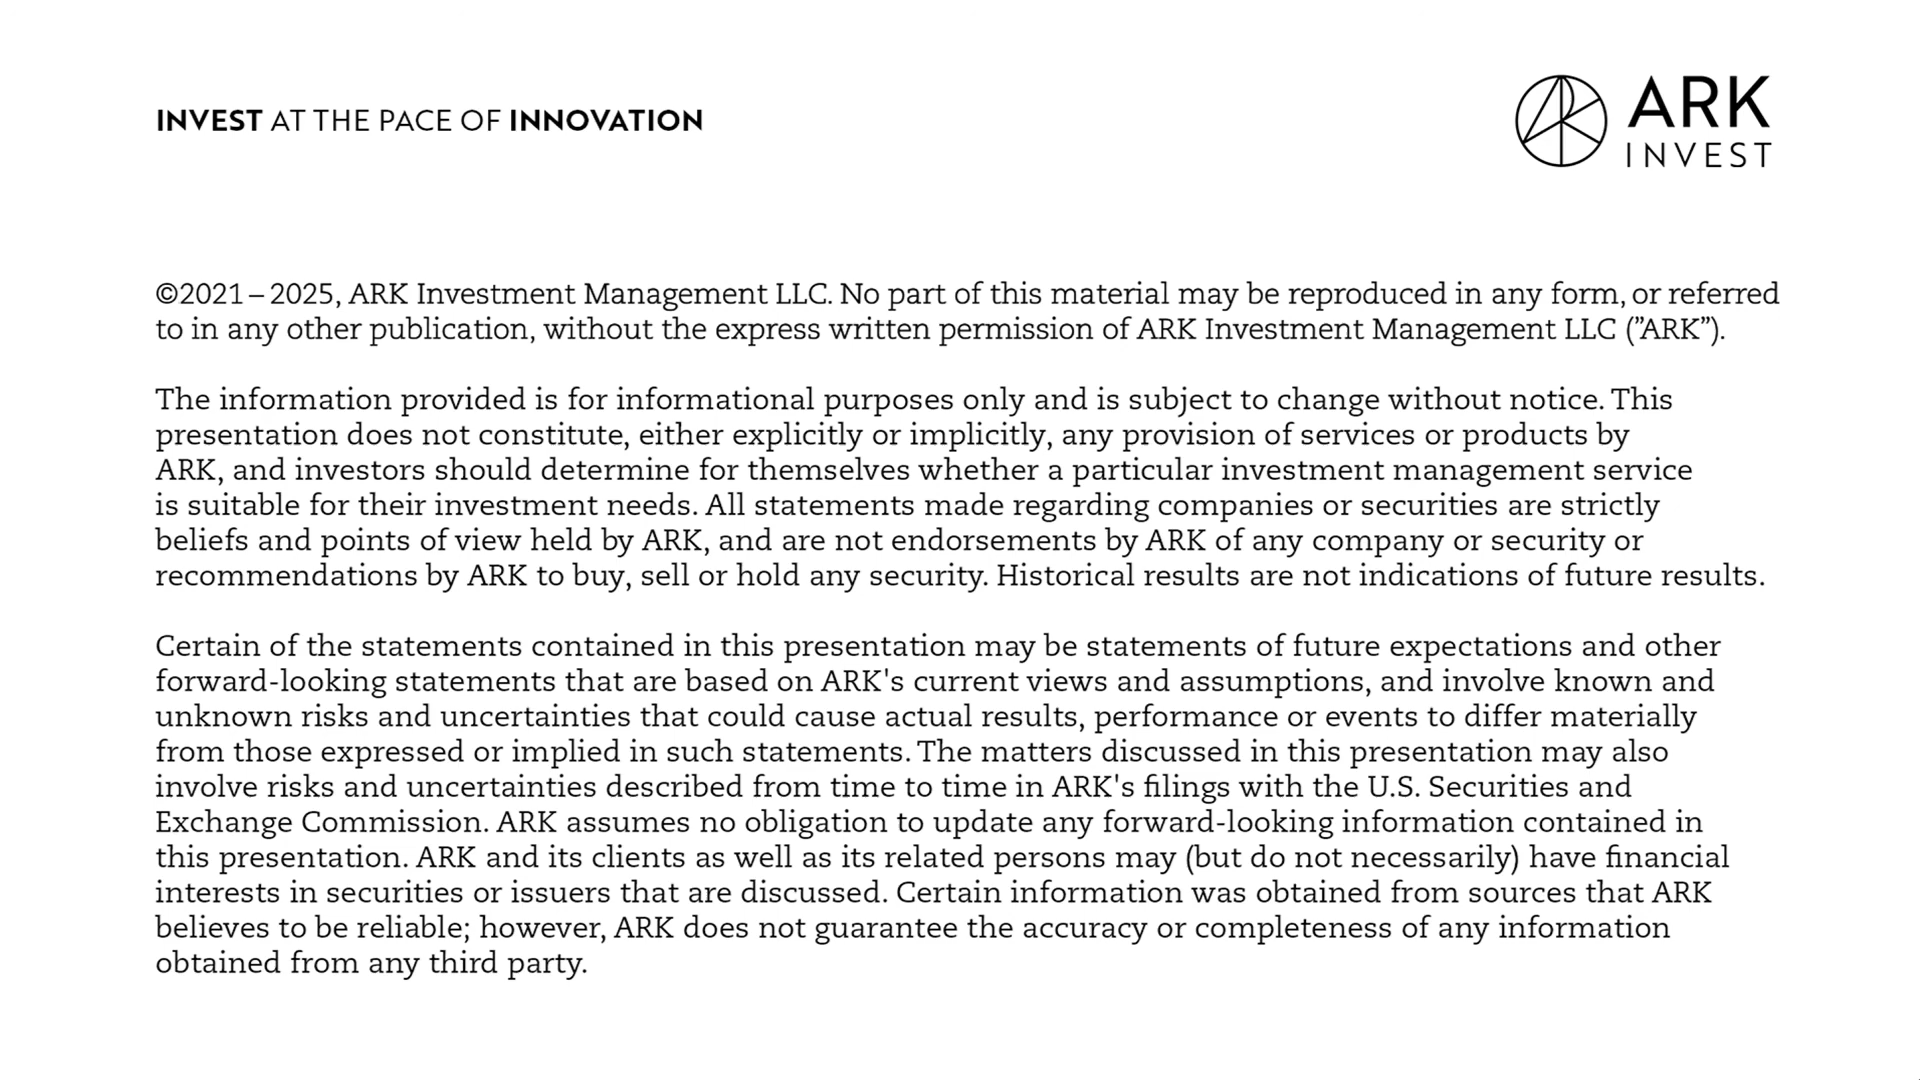 INVEST AT THE PACE OF INNOVATION
ARK
INVEST
©2021 – 2025, ARK Investment Management LLC. No part of this material may be reproduced in any form, or referred
to in any other publication, without the express written permission of ARK Investment Management LLC (”ARK”).
The information provided is for informational purposes only and is subject to change without notice. This
presentation does not constitute, either explicitly or implicitly, any provision of services or products by
ARK, and investors should determine for themselves whether a particular investment management service
is suitable for their investment needs. All statements made regarding companies or securities are strictly
beliefs and points of view held by ARK, and are not endorsements by ARK of any company or security or
recommendations by ARK to buy, sell or hold any security. Historical results are not indications of future results.
Certain of the statements contained in this presentation may be statements of future expectations and other
forward-looking statements that are based on ARK's current views and assumptions, and involve known and
unknown risks and uncertainties that could cause actual results, performance or events to differ materially
from those expressed or implied in such statements. The matters discussed in this presentation may also
involve risks and uncertainties described from time to time in ARK's filings with the U.S. Securities and
Exchange Commission. ARK assumes no obligation to update any forward-looking information contained in
this presentation. ARK and its clients as well as its related persons may (but do not necessarily) have financial
interests in securities or issuers that are discussed. Certain information was obtained from sources that ARK
believes to be reliable; however, ARK does not guarantee the accuracy or completeness of any information
obtained from any third party.